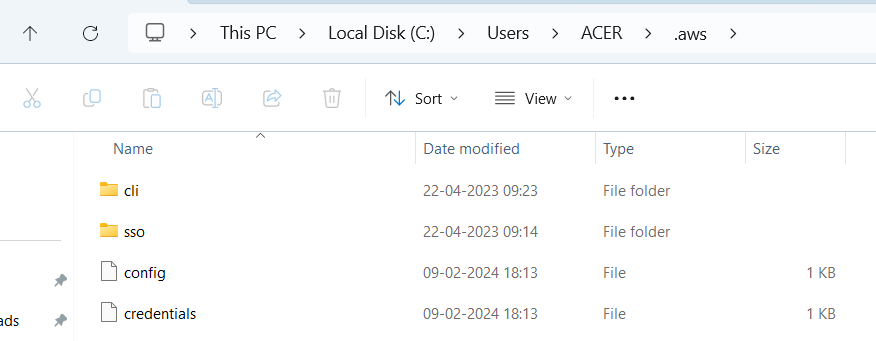 This PC > Local Disk (C:) > Users > ACER > .aws >
Sort View
Name Date modified Type Size
cli 22-04-2023 09:23 File folder
sso 22-04-2023 09:14 File folder
config 09-02-2024 18:13 File 1 KB
ads credentials 09-02-2024 18:13 File 1 KB